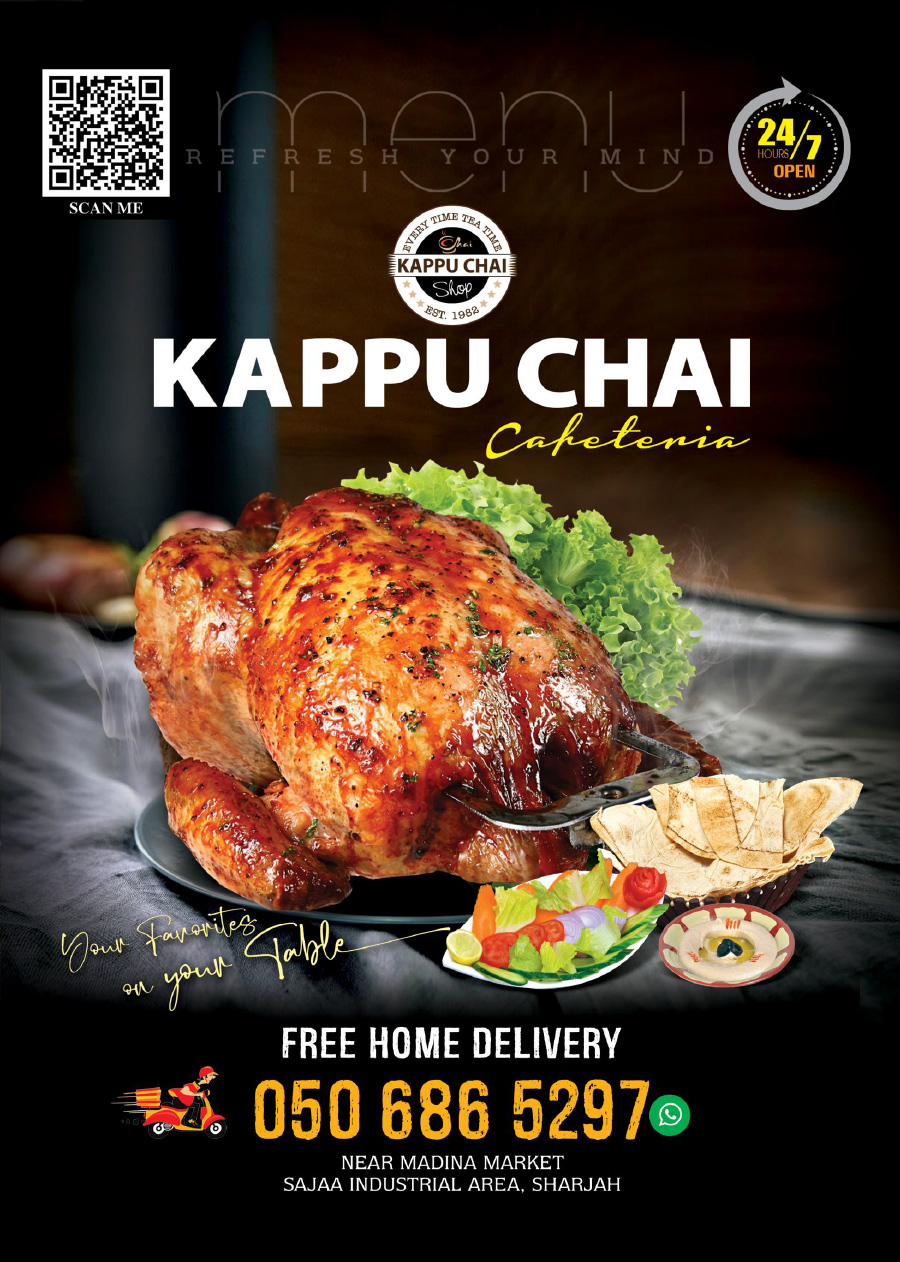 menu
REFRESH YOUR MIND
SCAN ME
24/7
HOURS
OPEN
EVERY TIME TEA TIME
Chai
KAPPU CHAI
Shop
EST. 1982
KAPPU CHAI
Cafeteria
Your Favorites
on your Table
FREE HOME DELIVERY
050 686 5297
NEAR MADINA MARKET
SAJAA INDUSTRIAL AREA, SHARJAH